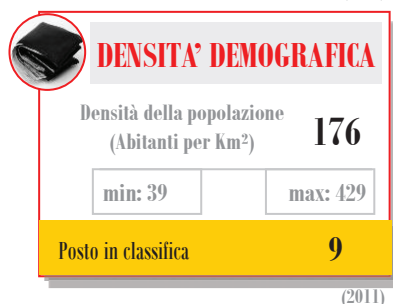 DENSITA’ DEMOGRAFICA
Densità della popolazione
(Abitanti per Km²) 176
min: 39 max: 429
Posto in classifica 9
(2011)